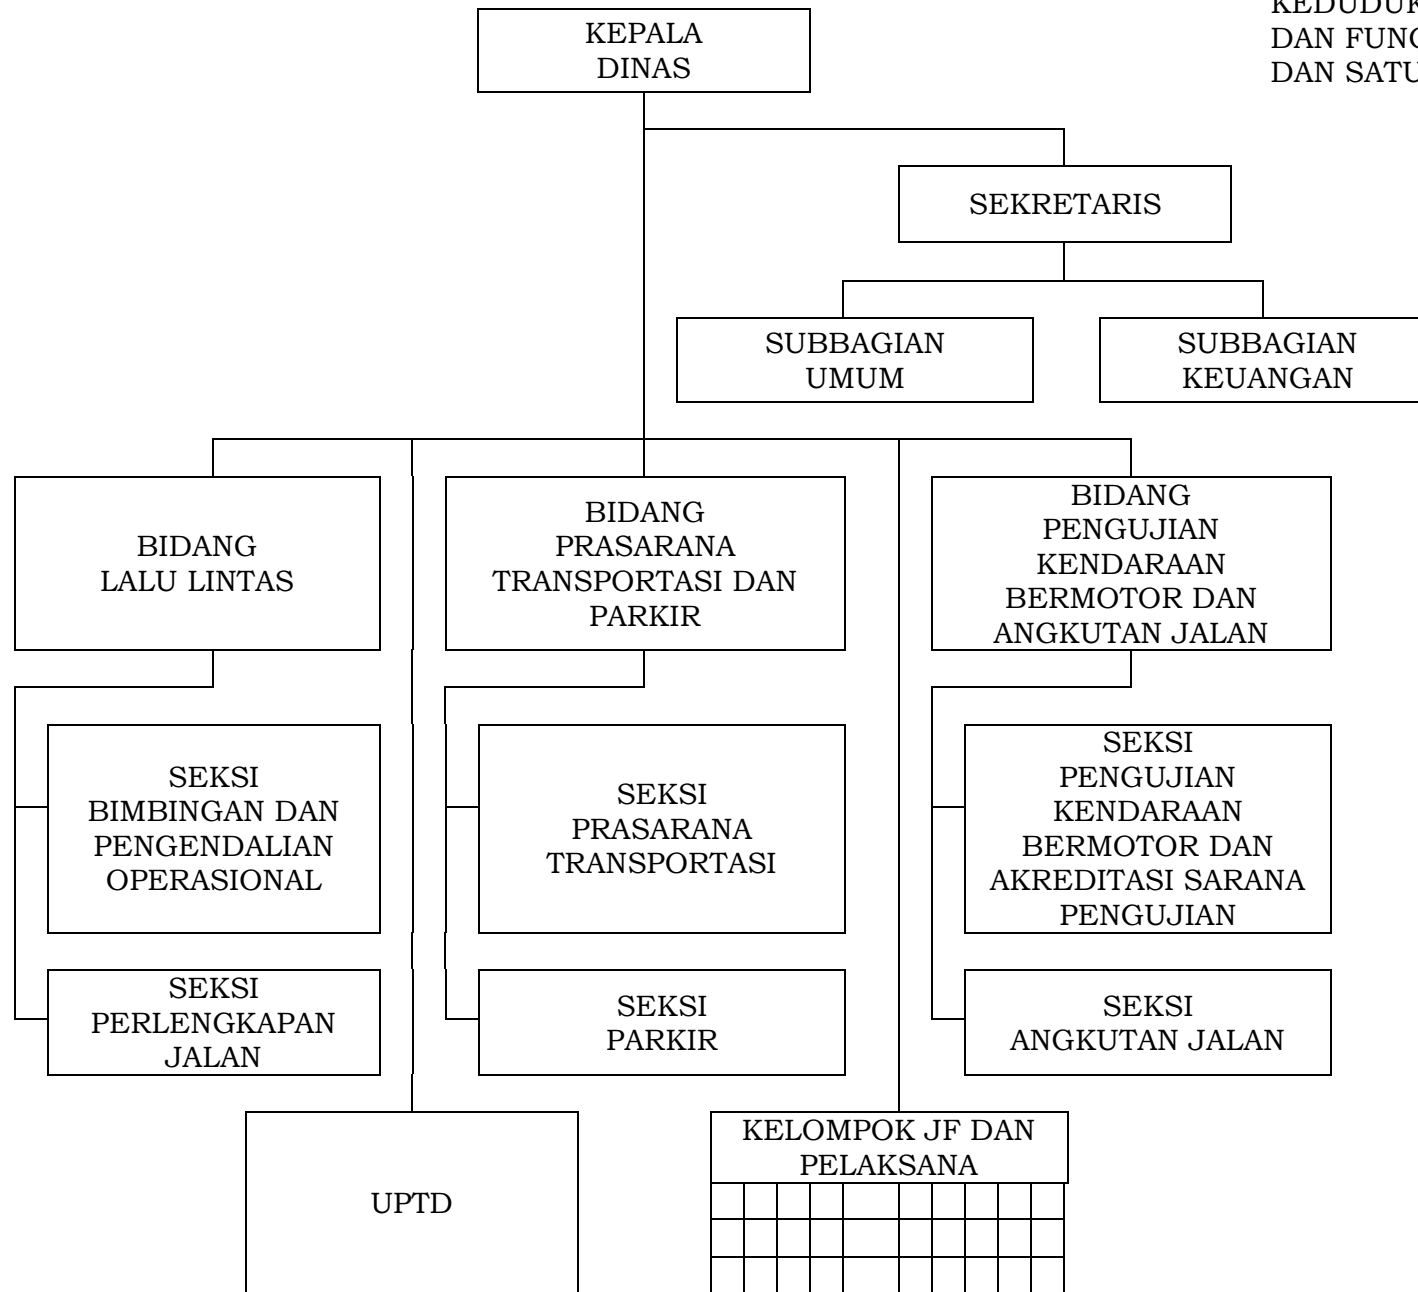 KEPALA
DINAS
DAN
DAN
SEKRETARIS
SUBBAGIAN
UMUM
SUBBAGIAN
KEUANGAN
BIDANG
LALU LINTAS
BIDANG
PRASARANA
TRANSPORTASI DAN
PARKIR
BIDANG
PENGUJIAN
KENDARAAN
BERMOTOR DAN
ANGKUTAN JALAN
SEKSI
BIMBINGAN DAN
PENGENDALIAN
OPERASIONAL
SEKSI
PRASARANA
TRANSPORTASI
SEKSI
PENGUJIAN
KENDARAAN
BERMOTOR DAN
AKREDITASI SARANA
PENGUJIAN
SEKSI
PERLENGKAPAN
JALAN
SEKSI
PARKIR
SEKSI
ANGKUTAN JALAN
UPTD
KELOMPOK JF DAN
PELAKSANA